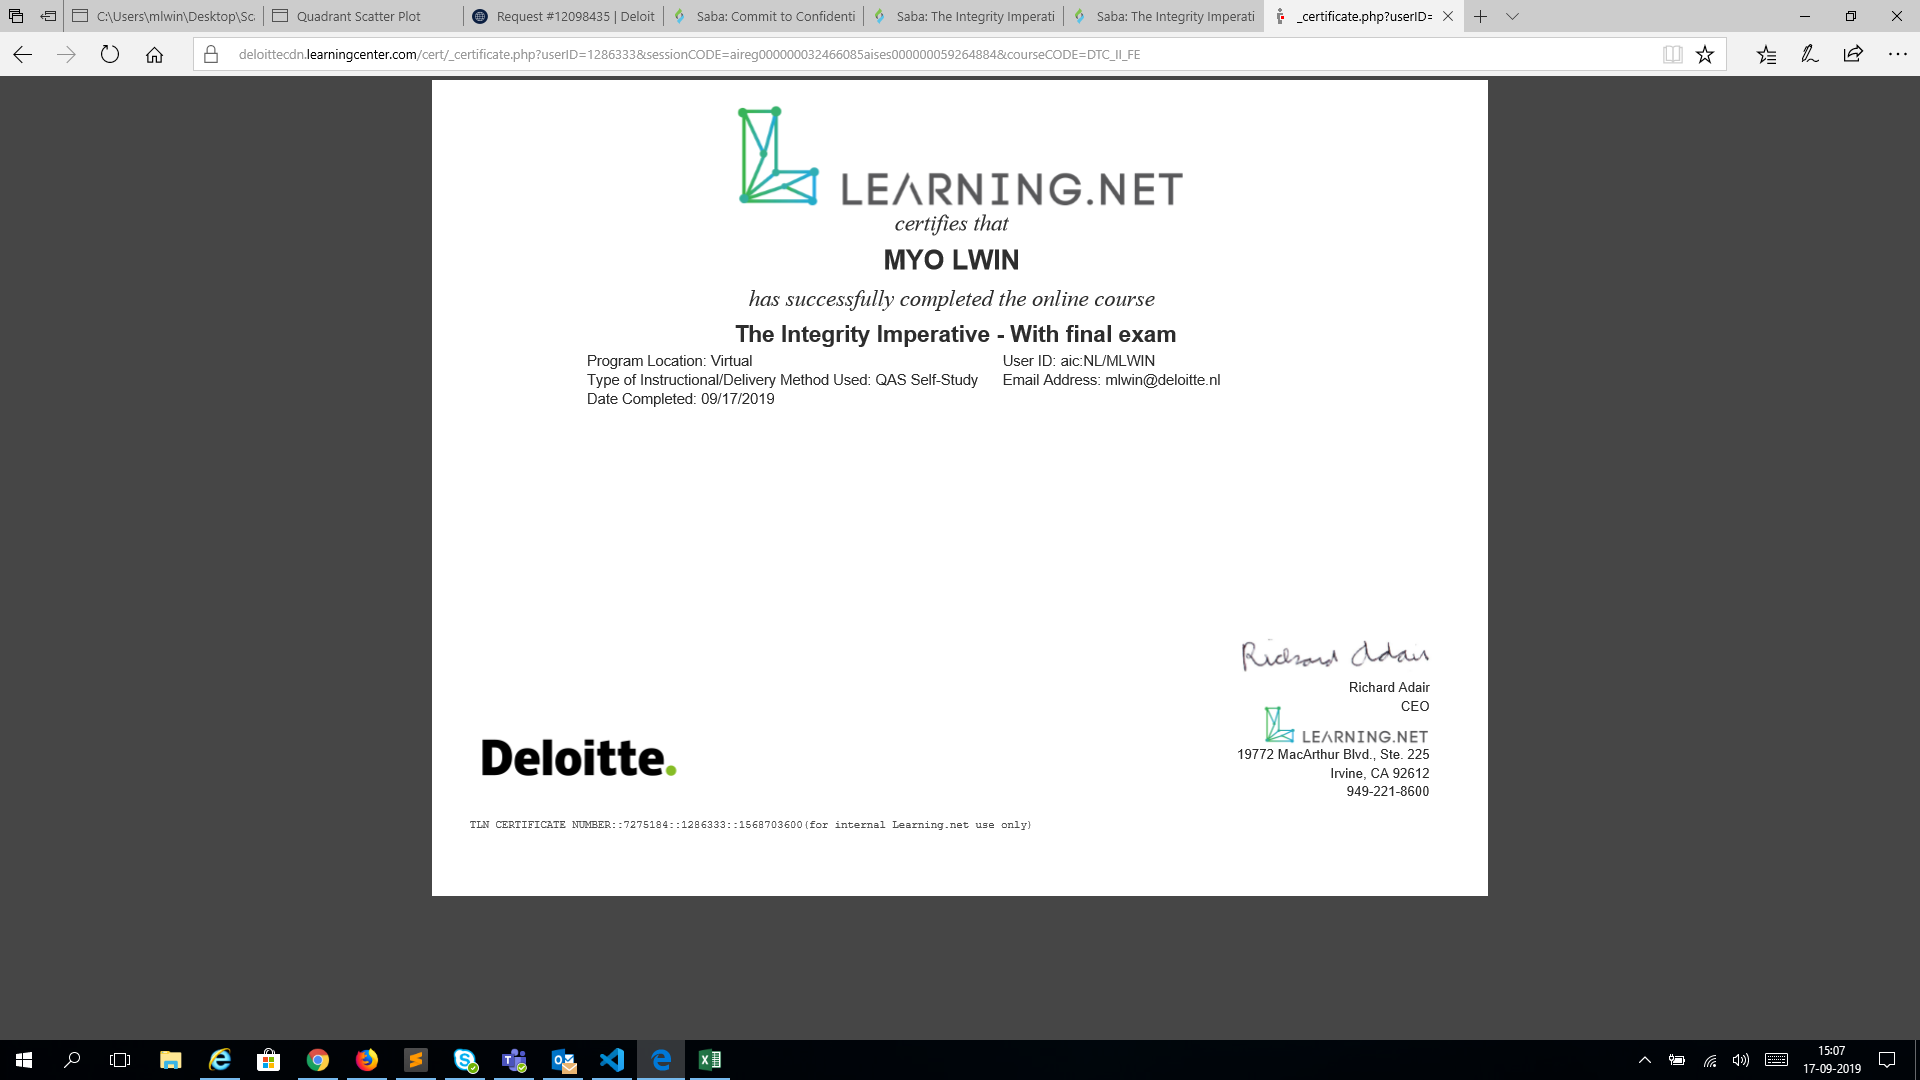 C:\Users\mlwin\Desktop\Sc
Quadrant Scatter Plot
Request #12098435 | Deloit
Saba: Commit to Confidenti
Saba: The Integrity Imperati
Saba: The Integrity Imperati
_certificate.php?userID=
deloittecdn.learningcenter.com/cert/_certificate.php?userID=1286333&sessionCODE=aireg000000032466085aises0000000059264884&courseCODE=DTC_II_FE
LEARNING.NET
certifies that
MYO LWIN
has successfully completed the online course
The Integrity Imperative - With final exam
Program Location: Virtual
User ID: aic:NL/MLWIN
Type of Instructional/Delivery Method Used: QAS Self-Study
Email Address: mlwin@deloitte.nl
Date Completed: 09/17/2019
Richard Adair
Richard Adair
CEO
LEARNING.NET
19772 MacArthur Blvd., Ste. 225
Irvine, CA 92612
949-221-8600
Deloitte.
TLN CERTIFICATE NUMBER::7275184::1286333::1568703600(for internal Learning.net use only)
15:07
17-09-2019